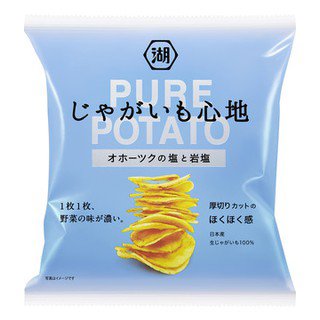 湖
PURE
じゃがいも心地
POTATO
オホーツクの塩と岩塩
1枚1枚、
野菜の味が濃い。
厚切りカットの
ほくほく感
日本産
生じゃがいも100%
写真はイメージです